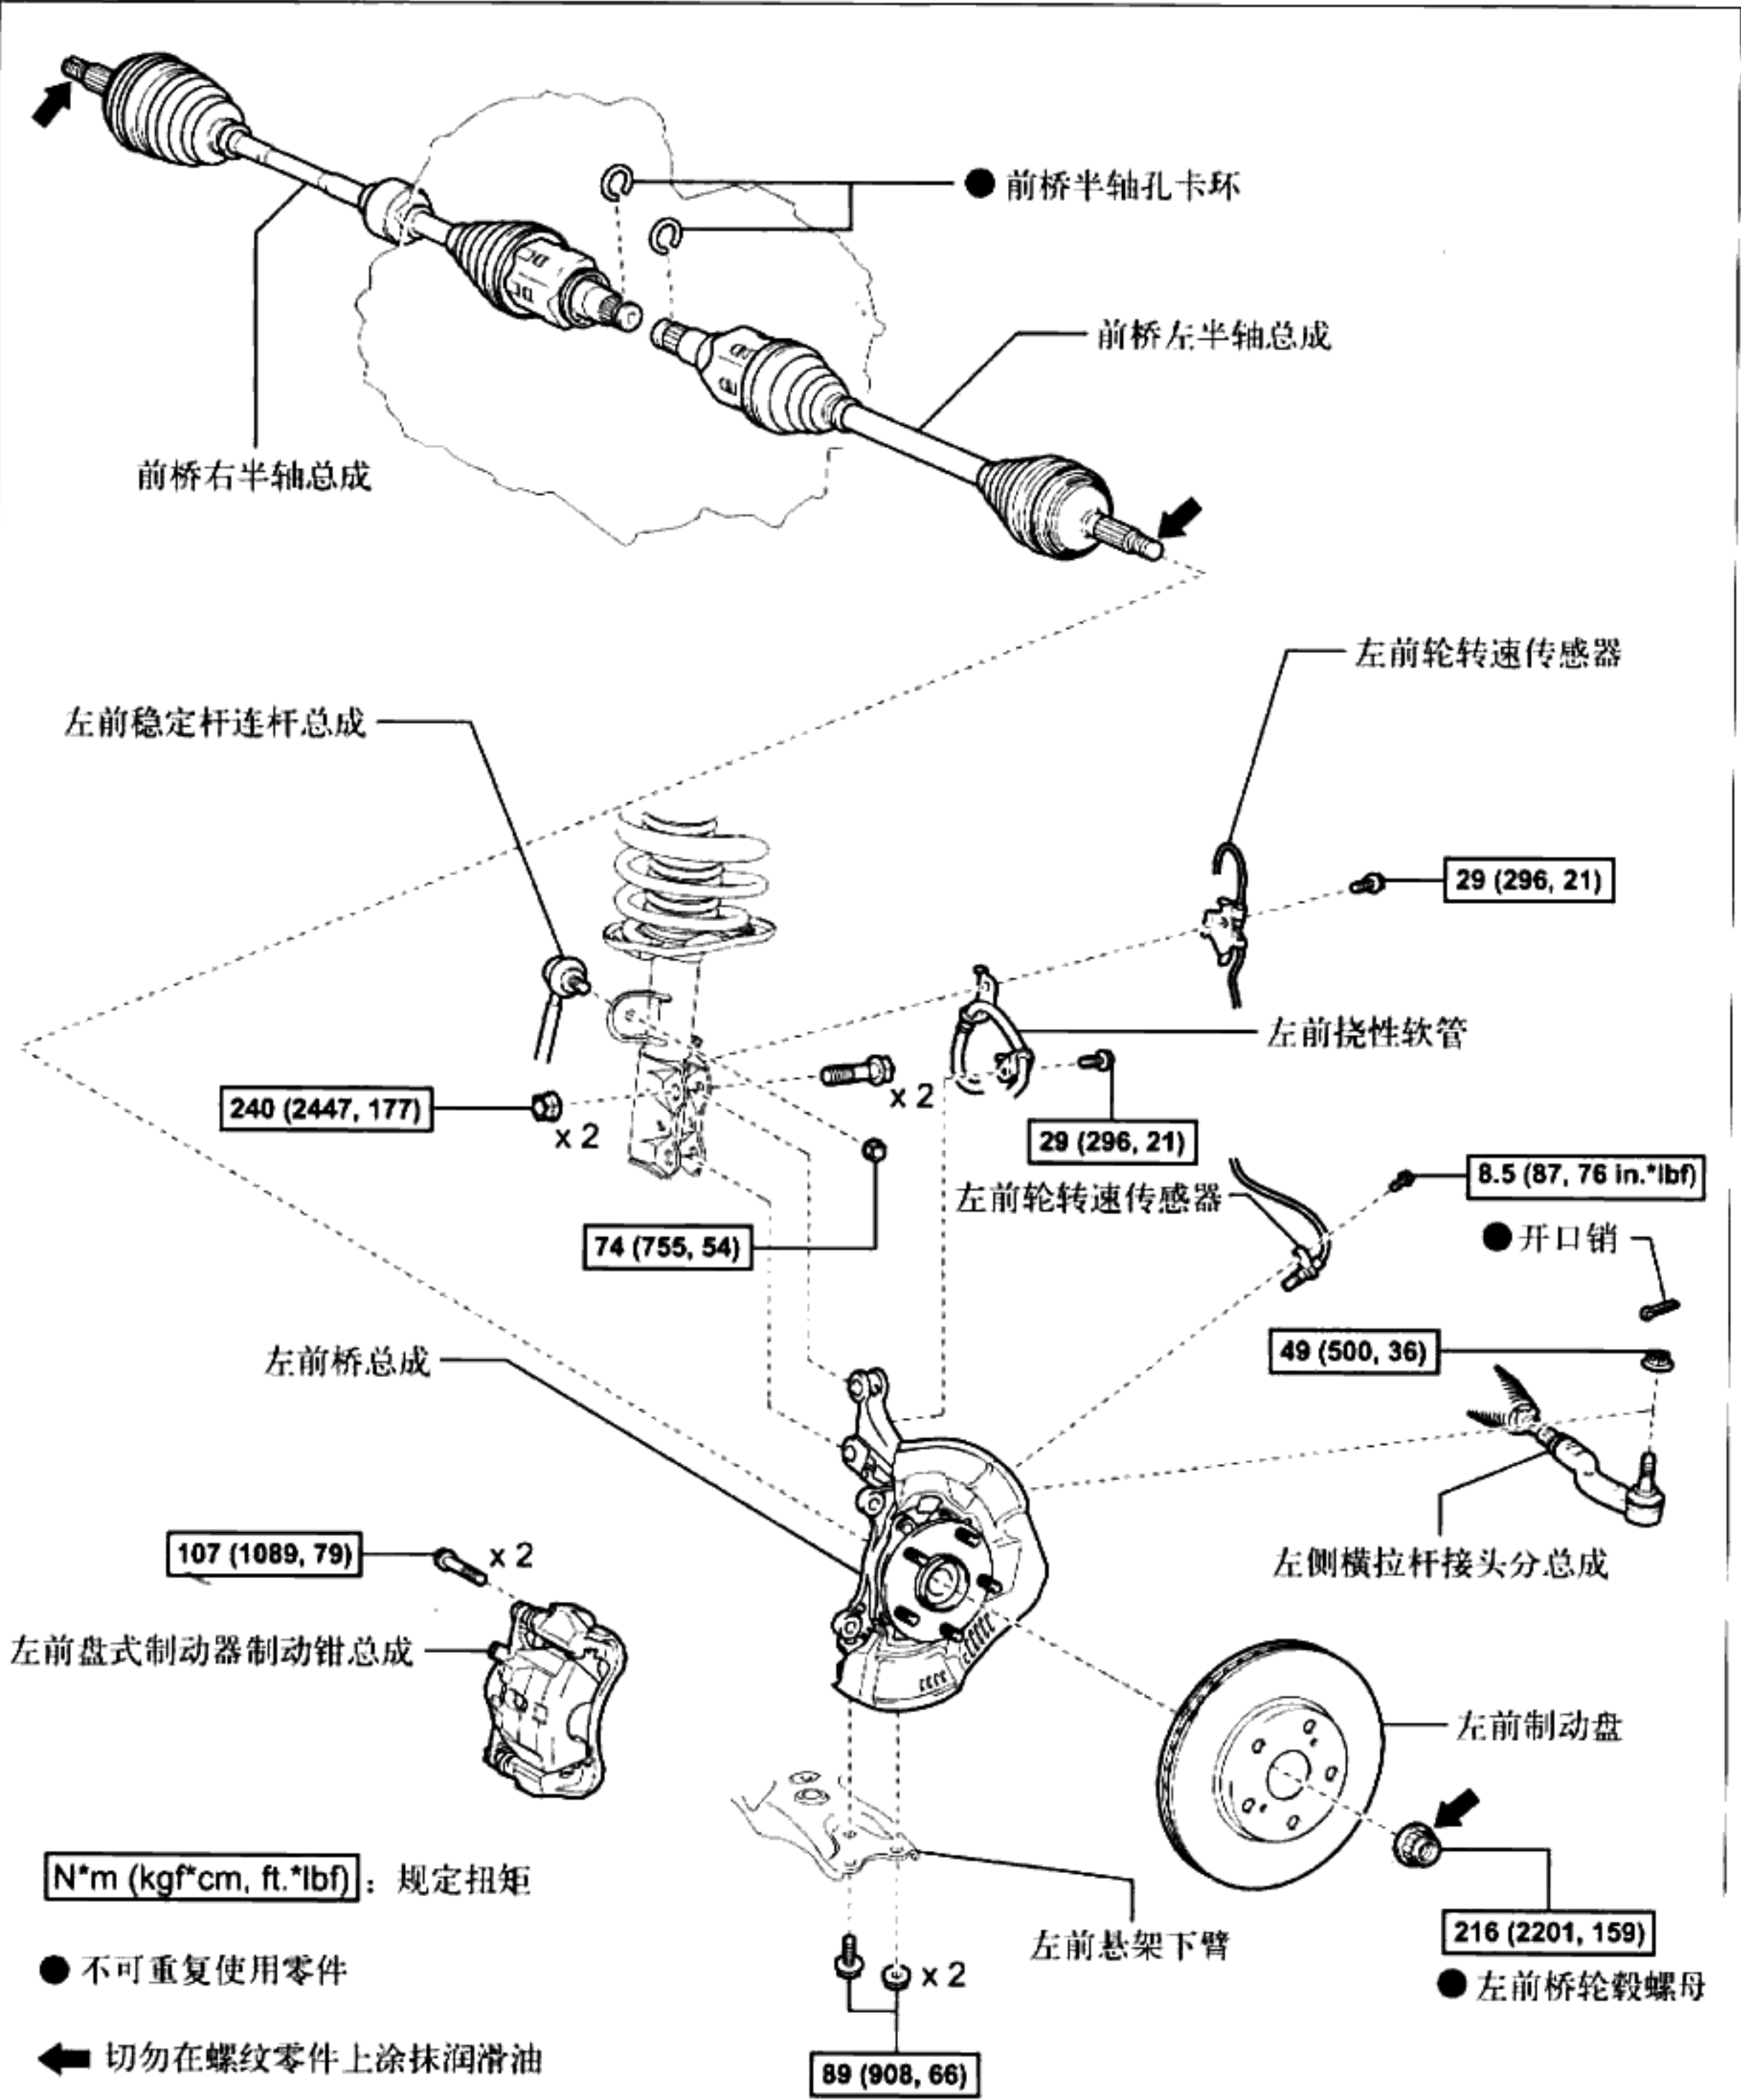 ● 前桥半轴孔卡环
前桥左半轴总成
前桥右半轴总成
左前轮转速传感器
左前稳定杆连杆总成
29 (296, 21)
左前挠性软管
x 2
240 (2447, 177)
x 2
29 (296, 21)
8.5 (87, 76 in.*lbf)
左前轮转速传感器
● 开口销
74 (755, 54)
49 (500, 36)
左前桥总成
107 (1089, 79)
x 2
左侧横拉杆接头分总成
左前盘式制动器制动钳总成
左前制动盘
N*m (kgf*cm, ft.*lbf) : 规定扭矩
左前悬架下臂
216 (2201, 159)
● 不可重复使用零件
x 2
● 左前桥轮毂螺母
切勿在螺纹零件上涂抹润滑油
89 (908, 66)